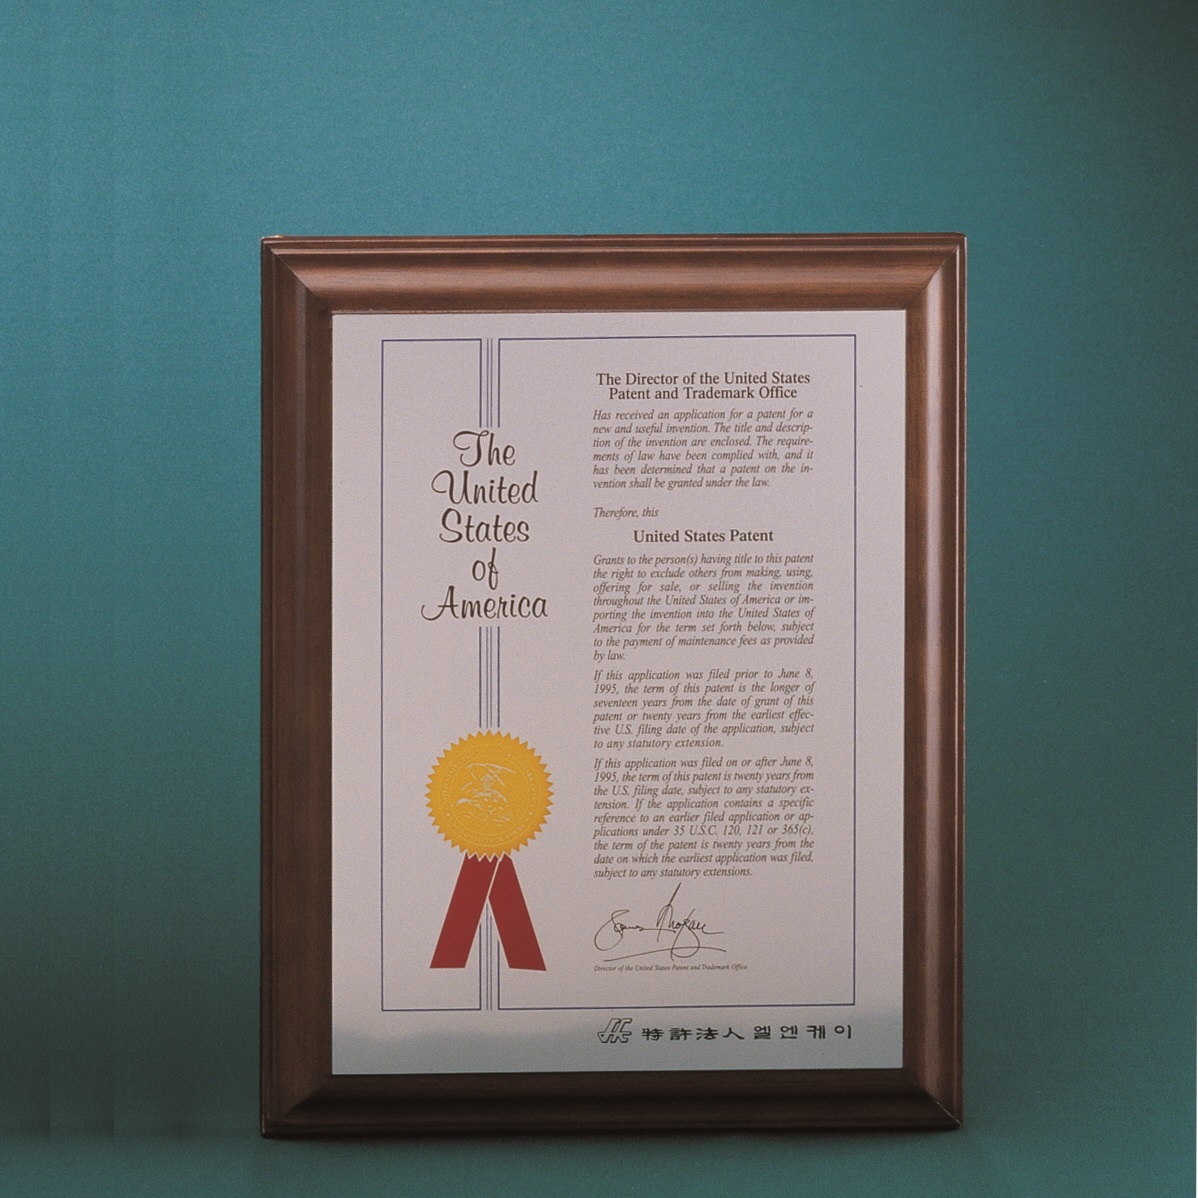 The
United
States
of
America
The Director of the United States
Patent and Trademark Office
Has received an application for a patent for a
new and useful invention. The title and descrip-
tion of the invention are enclosed. The require-
ments of law have been complied with, and it
has been determined that a patent on the in-
vention shall be granted under the law.
Therefore, this
United States Patent
Grants to the person(s) having title to this patent
the right to exclude others from making, using,
offering for sale, or selling the invention
throughout the United States of America or im-
porting the invention into the United States of
America for the term set forth below, subject
to the payment of maintenance fees as provided
by law.
If this application was filed prior to June 8,
1995, the term of this patent is the longer of
seventeen years from the date of grant of this
patent or twenty years from the earliest effec-
tive U.S. filing date of the application, subject
to any statutory extension.
If this application was filed on or after June 8,
1995, the term of this patent is twenty years from
the U.S. filing date, subject to any statutory ex-
tension. If the application contains a specific
reference to an earlier filed application or ap-
plications under 35 U.S.C. 120, 121 or 365(c),
the term of the patent is twenty years from the
date on which the earliest application was filed,
subject to any statutory extensions.
Director of the United States Patent and Trademark Office
特許法人엘엔케이